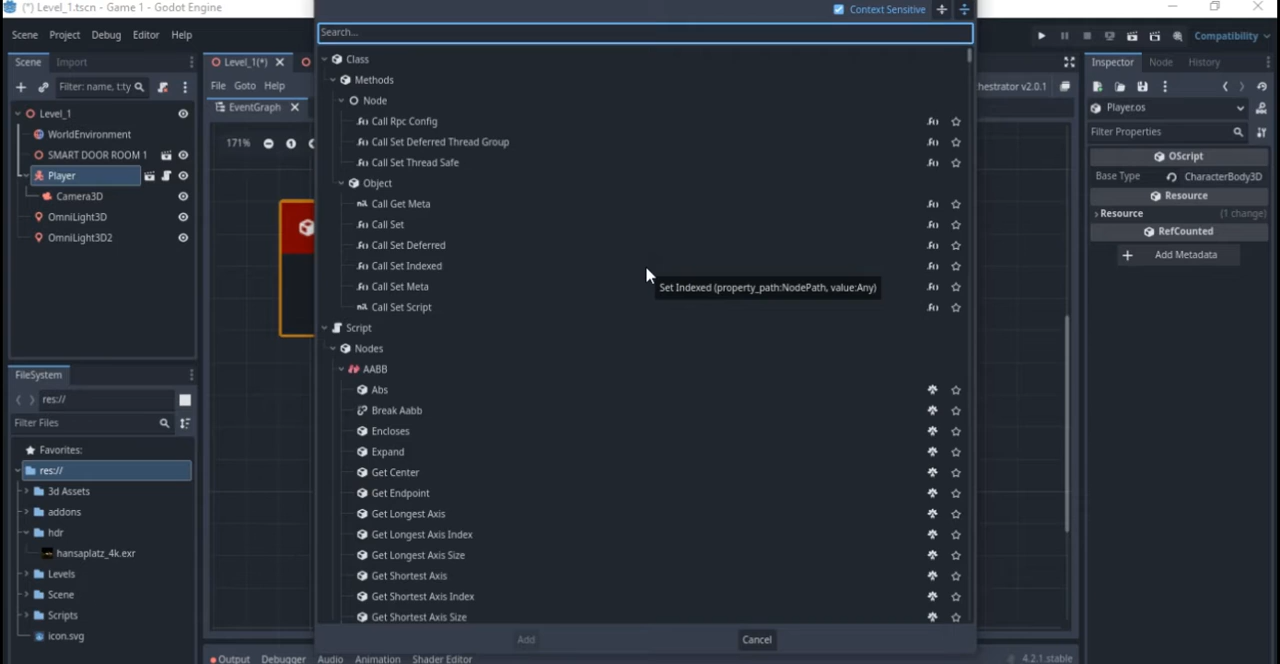 (*) Level_1.tscn - Game 1 - Godot Engine
Scene Project Debug Editor Help
Compatibility
Context Sensitive
Search...
Scene Import
Filter: name, t:ty
Level_1
WorldEnvironment
SMART DOOR ROOM 1
Player
Camera3D
OmniLight3D
OmniLight3D2
Level_1(*)
File Goto Help
EventGraph
171%
hestrator v2.0.1
Class
Methods
Node
Call Rpc Config
Call Set Deferred Thread Group
Call Set Thread Safe
Object
Call Get Meta
Call Set
Call Set Deferred
Call Set Indexed
Call Set Meta
Call Set Script
Set Indexed (property_path:NodePath, value:Any)
Script
Nodes
AABB
Abs
Break Aabb
Encloses
Expand
Get Center
Get Endpoint
Get Longest Axis
Get Longest Axis Index
Get Longest Axis Size
Get Shortest Axis
Get Shortest Axis Index
Get Shortest Axis Size
Add Cancel
Inspector Node History
Player.os
Filter Properties
OScript
Base Type CharacterBody3D
Resource
Resource (1 change)
RefCounted
Add Metadata
FileSystem
res://
Filter Files
Favorites:
res://
3d Assets
addons
hdr
hansaplatz_4k.exr
Levels
Scene
Scripts
icon.svg
Output Debugger Audio Animation Shader Editor
4.2.1.stable